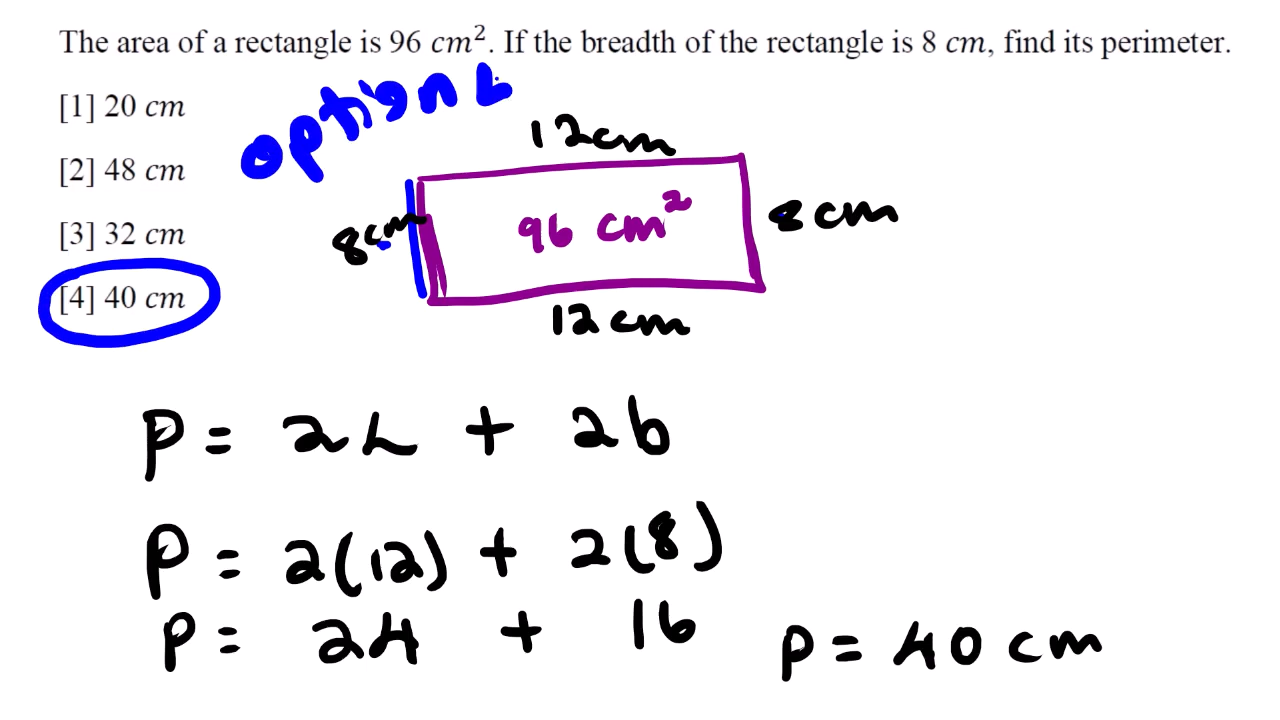 The area of a rectangle is 96 cm². If the breadth of the rectangle is 8 cm, find its perimeter.
[1] 20 cm
[2] 48 cm
[3] 32 cm
[4] 40 cm
option
12cm
8cm
96 cm²
8cm
12cm
P = 2L + 2b
P = 2(12) + 2(8)
P = 24 + 16
P = 40 cm